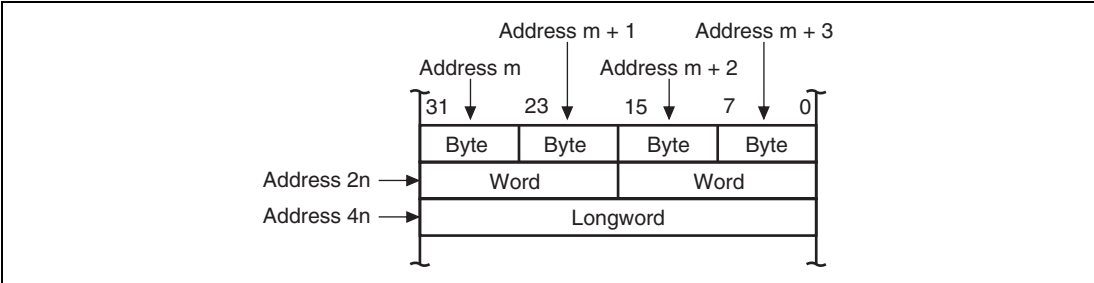 Address m + 1 Address m + 3
Address m Address m + 2
31 23 15 7 0
Byte Byte Byte Byte
Address 2n Word Word
Address 4n Longword